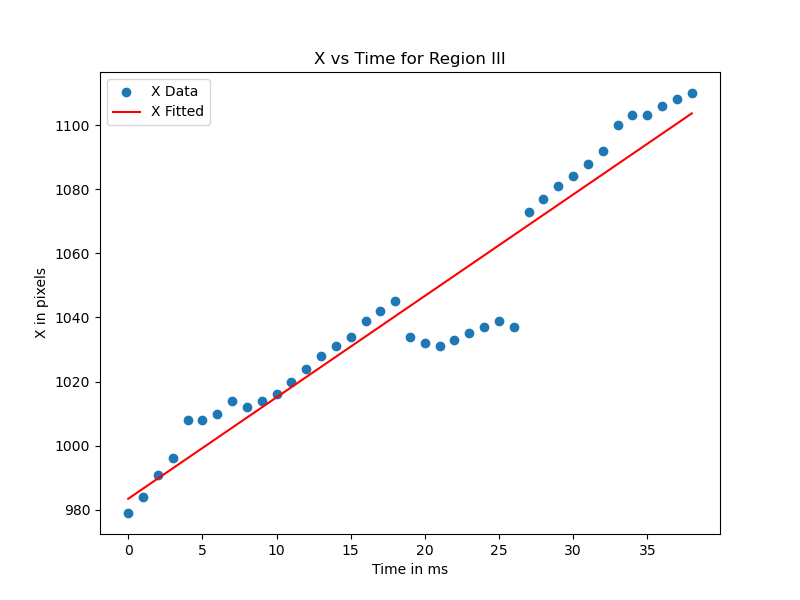 X vs Time for Region III
X Data
X Fitted
1100
1080
1060
1040
1020
1000
980
X in pixels
0 5 10 15 20 25 30 35
Time in ms